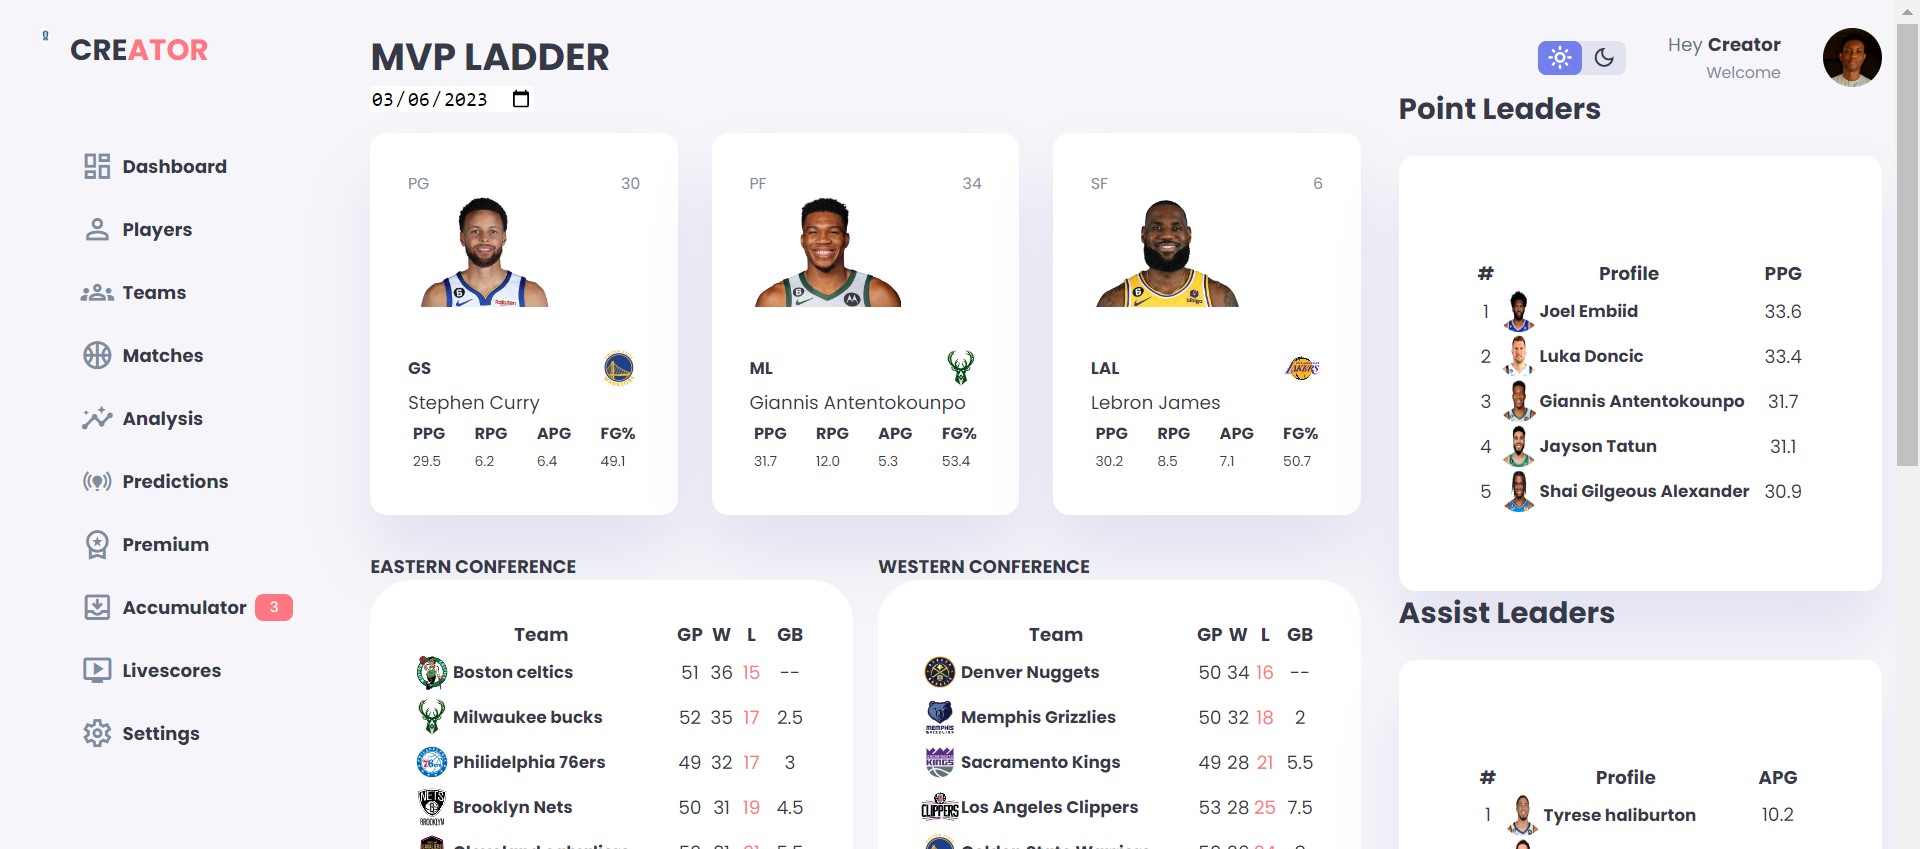 CREATOR
Dashboard
Players
Teams
Matches
Analysis
Predictions
Premium
Accumulator 3
Livescores
Settings
MVP LADDER
03/06/2023
PG 30
GS
Stephen Curry
PPG RPG APG FG%
29.5 6.2 6.4 49.1
PF 34
ML
Giannis Antentokounpo
PPG RPG APG FG%
31.7 12.0 5.3 53.4
SF 6
LAL
Lebron James
PPG RPG APG FG%
30.2 8.5 7.1 50.7
EASTERN CONFERENCE
Team GP W L GB
Boston celtics 51 36 15 --
Milwaukee bucks 52 35 17 2.5
Philidelphia 76ers 49 32 17 3
Brooklyn Nets 50 31 19 4.5
WESTERN CONFERENCE
Team GP W L GB
Denver Nuggets 50 34 16 --
Memphis Grizzlies 50 32 18 2
Sacramento Kings 49 28 21 5.5
Los Angeles Clippers 53 28 25 7.5
Hey Creator
Welcome
Point Leaders
# Profile PPG
1 Joel Embiid 33.6
2 Luka Doncic 33.4
3 Giannis Antentokounpo 31.7
4 Jayson Tatun 31.1
5 Shai Gilgeous Alexander 30.9
Assist Leaders
# Profile APG
1 Tyrese haliburton 10.2